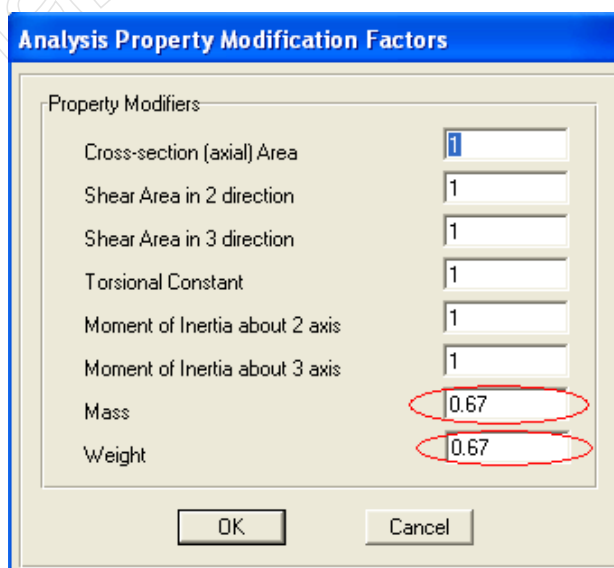 Analysis Property Modification Factors
Property Modifiers
Cross-section (axial) Area 1
Shear Area in 2 direction 1
Shear Area in 3 direction 1
Torsional Constant 1
Moment of Inertia about 2 axis 1
Moment of Inertia about 3 axis 1
Mass 0.67
Weight 0.67
OK Cancel